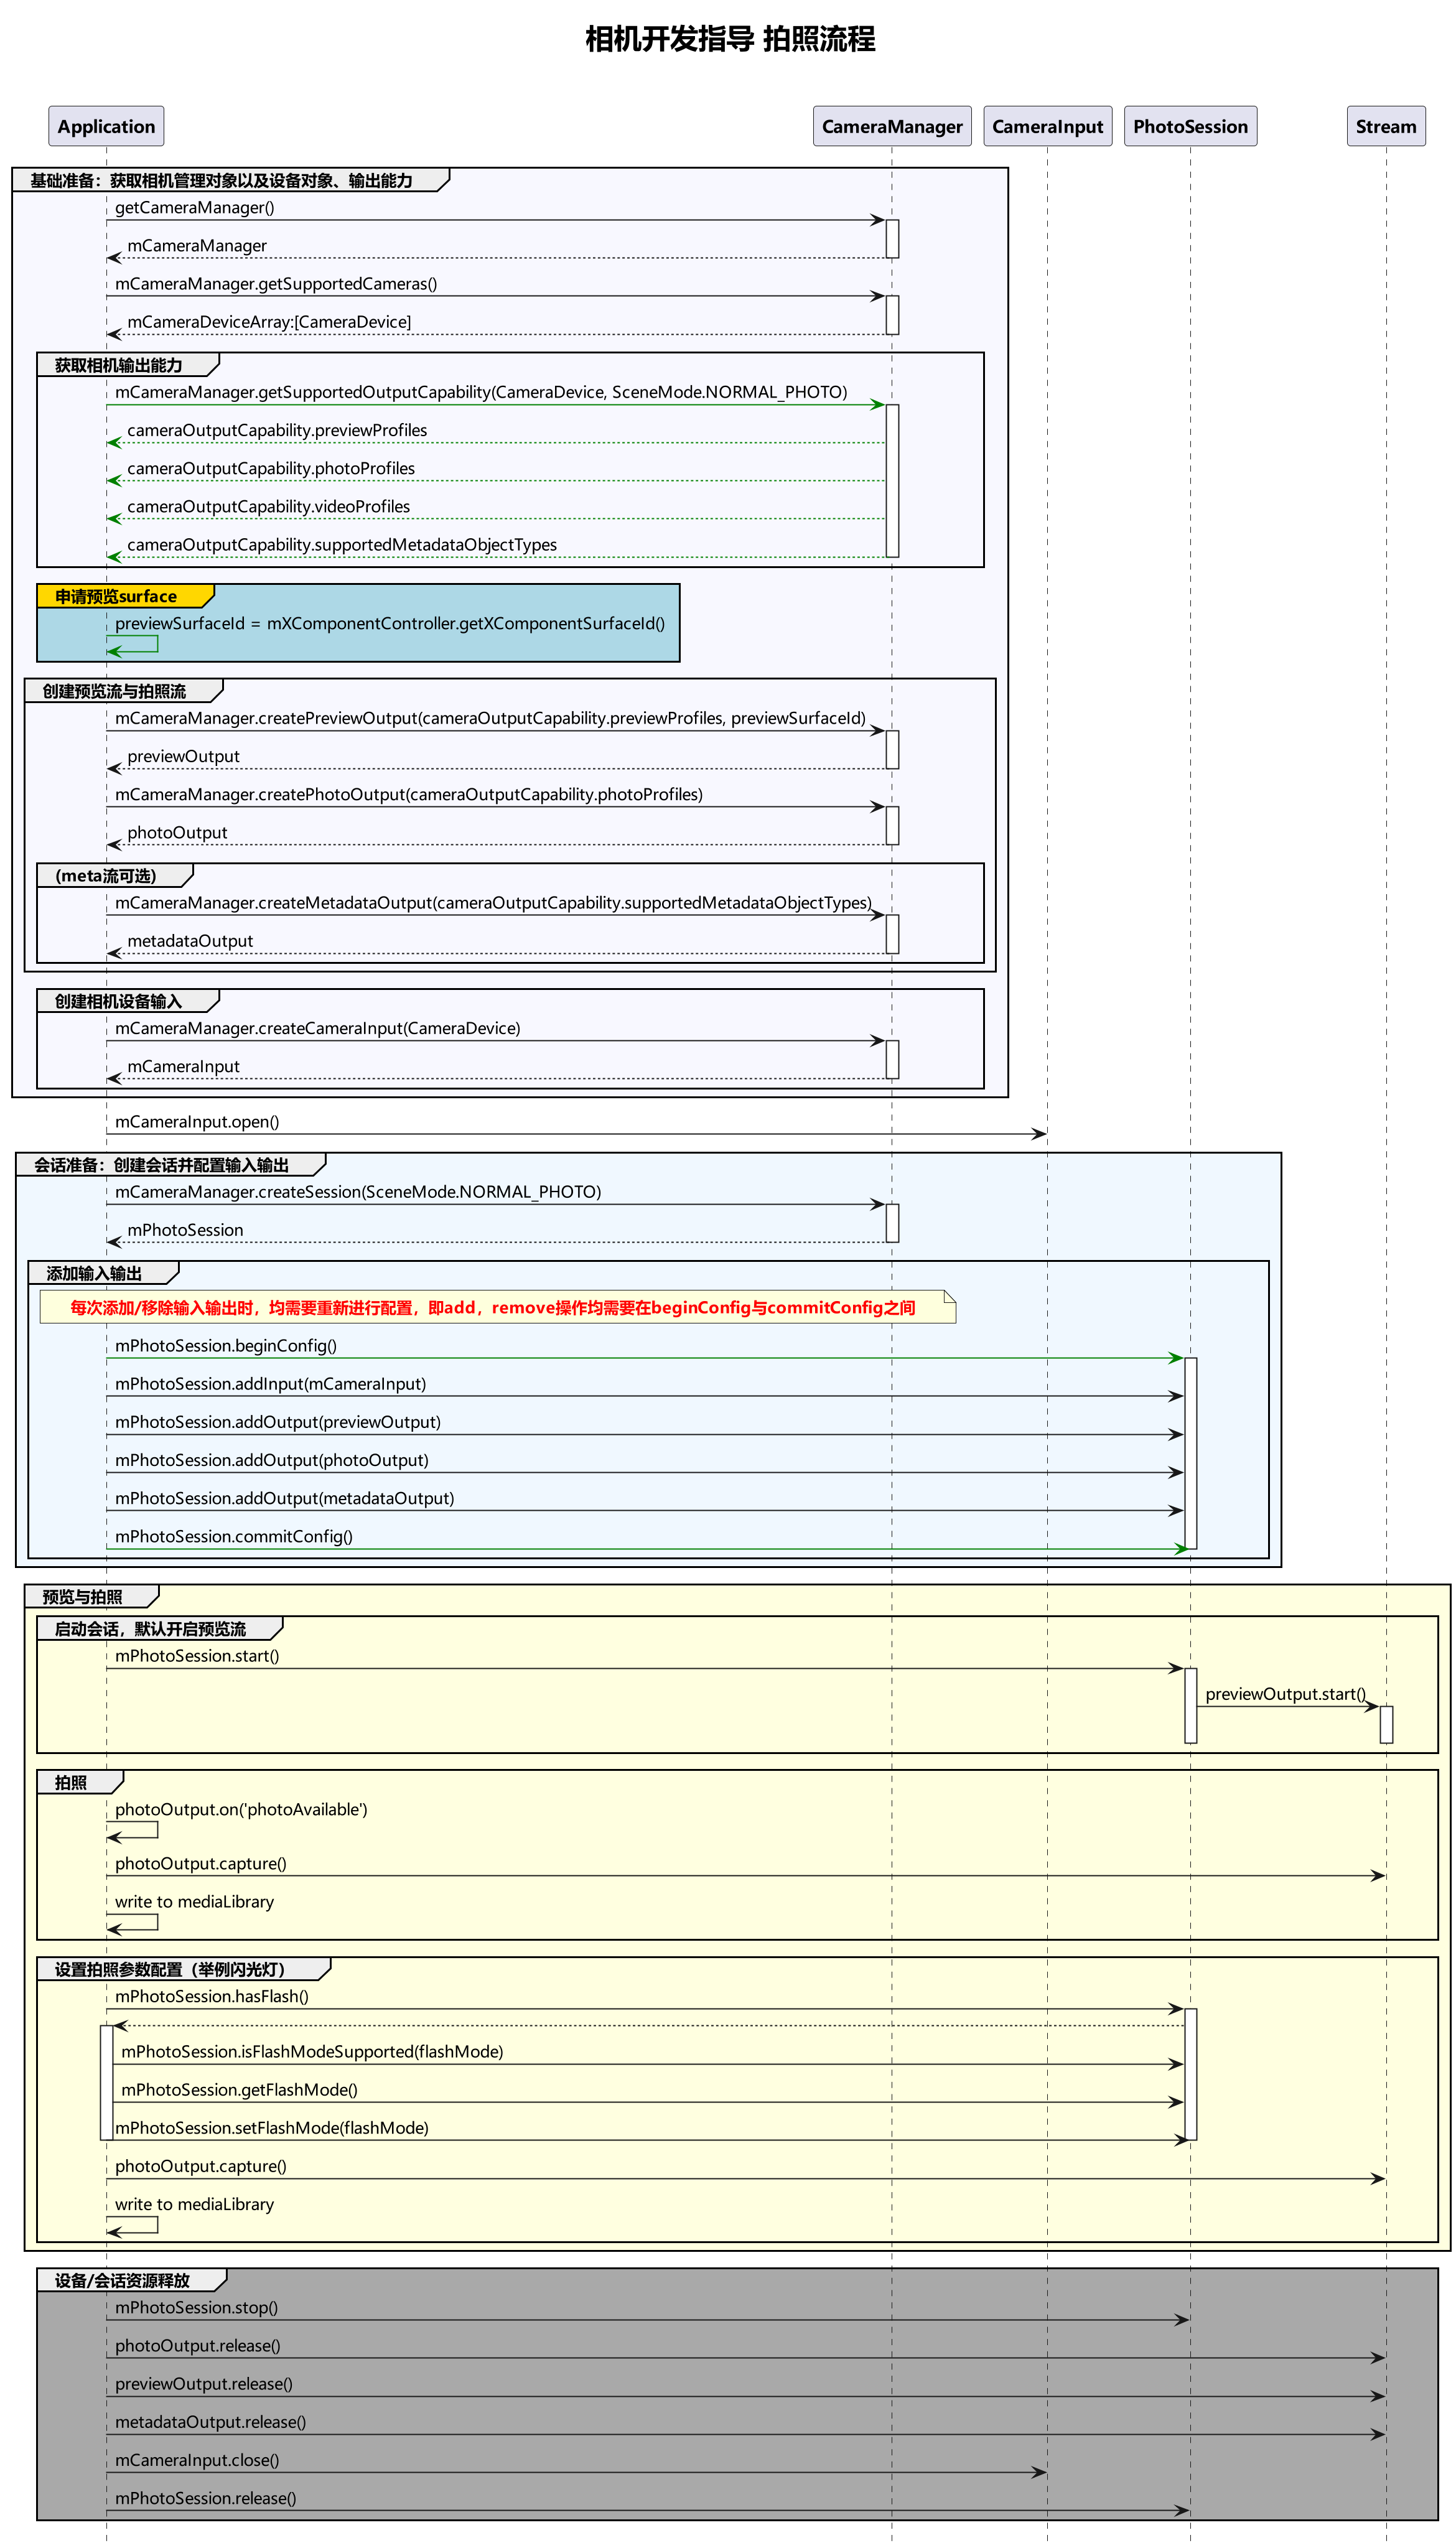 相机开发指导 拍照流程
Application
CameraManager
CameraInput
PhotoSession
Stream
基础准备：获取相机管理对象以及设备对象、输出能力
getCameraManager()
mCameraManager
mCameraManager.getSupportedCameras()
mCameraDeviceArray:[CameraDevice]
获取相机输出能力
mCameraManager.getSupportedOutputCapability(CameraDevice, SceneMode.NORMAL_PHOTO)
cameraOutputCapability.previewProfiles
cameraOutputCapability.photoProfiles
cameraOutputCapability.videoProfiles
cameraOutputCapability.supportedMetadataObjectTypes
申请预览surface
previewSurfaceId = mXComponentController.getXComponentSurfaceId()
创建预览流与拍照流
mCameraManager.createPreviewOutput(cameraOutputCapability.previewProfiles, previewSurfaceId)
previewOutput
mCameraManager.createPhotoOutput(cameraOutputCapability.photoProfiles)
photoOutput
(meta流可选)
mCameraManager.createMetadataOutput(cameraOutputCapability.supportedMetadataObjectTypes)
metadataOutput
创建相机设备输入
mCameraManager.createCameraInput(CameraDevice)
mCameraInput
mCameraInput.open()
会话准备：创建会话并配置输入输出
mCameraManager.createSession(SceneMode.NORMAL_PHOTO)
mPhotoSession
添加输入输出
每次添加/移除输入输出时，均需要重新进行配置，即add，remove操作均需要在beginConfig与commitConfig之间
mPhotoSession.beginConfig()
mPhotoSession.addInput(mCameraInput)
mPhotoSession.addOutput(previewOutput)
mPhotoSession.addOutput(photoOutput)
mPhotoSession.addOutput(metadataOutput)
mPhotoSession.commitConfig()
预览与拍照
启动会话，默认开启预览流
mPhotoSession.start()
previewOutput.start()
拍照
photoOutput.on('photoAvailable')
photoOutput.capture()
write to mediaLibrary
设置拍照参数配置（举例闪光灯）
mPhotoSession.hasFlash()
mPhotoSession.isFlashModeSupported(flashMode)
mPhotoSession.getFlashMode()
mPhotoSession.setFlashMode(flashMode)
photoOutput.capture()
write to mediaLibrary
设备/会话资源释放
mPhotoSession.stop()
photoOutput.release()
previewOutput.release()
metadataOutput.release()
mCameraInput.close()
mPhotoSession.release()